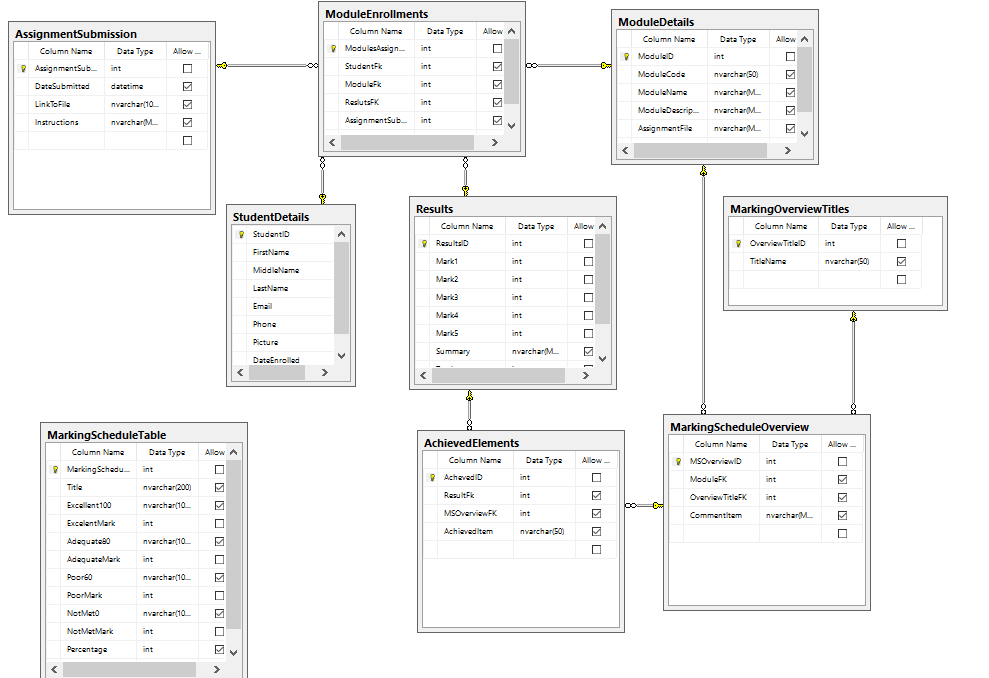 AssignmentSubmission
Column Name Data Type Allow ...
AssignmentSub... int
DateSubmitted datetime
LinkToFile nvarchar(10...
Instructions nvarchar(M...
ModuleEnrollments
Column Name Data Type Allow
ModulesAssign... int
StudentFk int
ModuleFk int
ResultsFK int
AssignmentSub... int
ModuleDetails
Column Name Data Type Allow
ModuleID int
ModuleCode nvarchar(50)
ModuleName nvarchar(M...
ModuleDescrip... nvarchar(M...
AssignmentFile nvarchar(M...
StudentDetails
StudentID
FirstName
MiddleName
LastName
Email
Phone
Picture
DateEnrolled
Results
Column Name Data Type Allow
ResultsID int
Mark1 int
Mark2 int
Mark3 int
Mark4 int
Mark5 int
Summary nvarchar(M...
MarkingOverviewTitles
Column Name Data Type Allow ...
OverviewTitleID int
TitleName nvarchar(50)
MarkingScheduleTable
Column Name Data Type Allow
MarkingSchedu... int
Title nvarchar(200)
Excellent100 nvarchar(10...
ExcelentMark int
Adeguate80 nvarchar(10...
AdeguateMark int
Poor60 nvarchar(10...
PoorMark int
NotMet0 nvarchar(10...
NotMetMark int
Percentage int
AchievedElements
Column Name Data Type Allow ...
AchevedID int
ResultFk int
MSOverviewFK int
AchievedItem nvarchar(50)
MarkingScheduleOverview
Column Name Data Type Allow ...
MSOverviewID int
ModuleFK int
OverviewTitleFK int
CommentItem nvarchar(M...